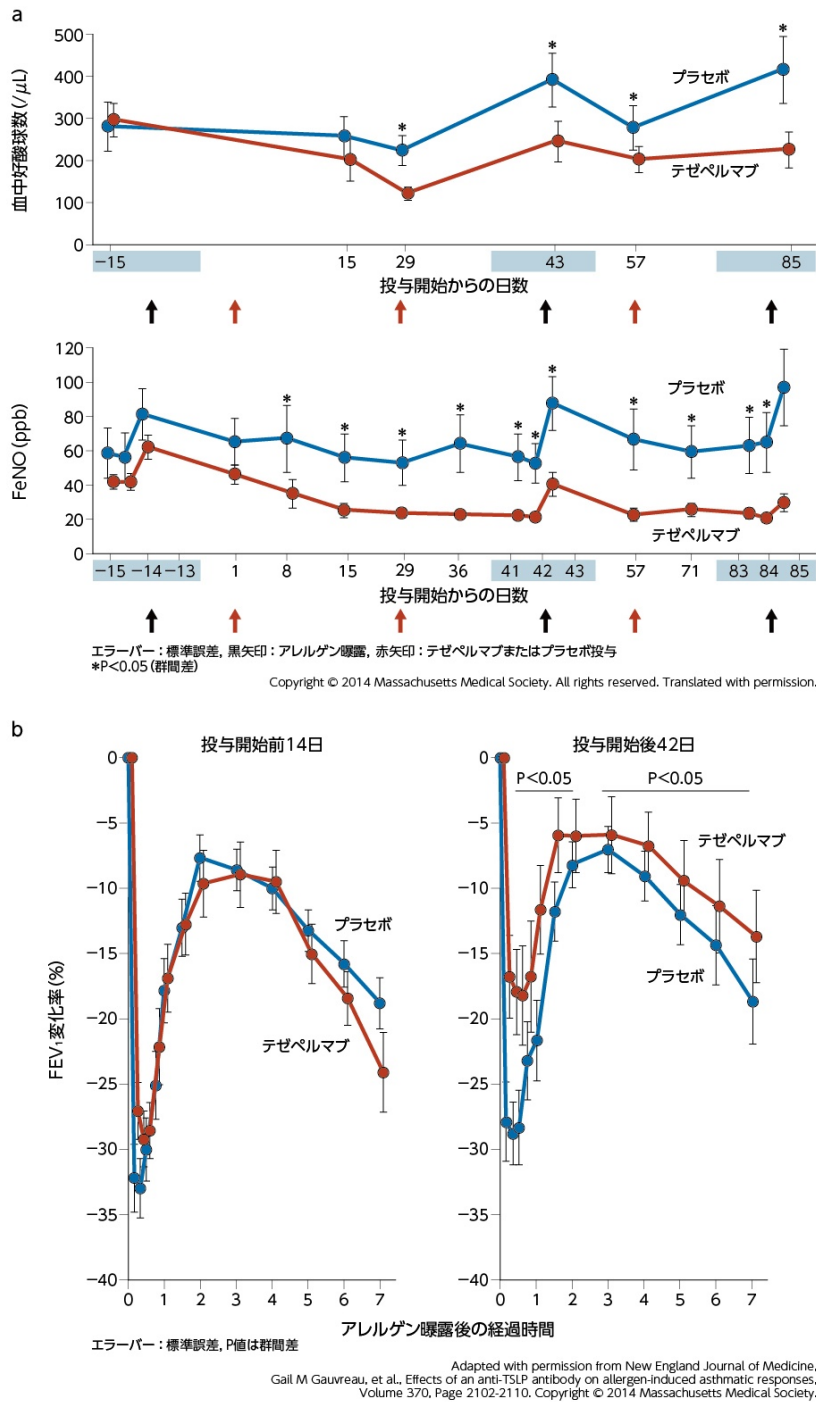 a
血中好酸球数(/μL)
500
400
300
200
100
0
*
*
*
*
プラセボ
テゼペルマブ
−15
15
29
43
57
85
投与開始からの日数
FeNO(ppb)
120
100
80
60
40
20
0
* * * * * * * * * * *
プラセボ
テゼペルマブ
−15 −14 −13 1 8 15 29 36 41 42 43 57 71 83 84 85
投与開始からの日数
エラーバー：標準誤差, 黒矢印：アレルゲン曝露, 赤矢印：テゼペルマブまたはプラセボ投与
*P<0.05(群間差)
Copyright © 2014 Massachusetts Medical Society. All rights reserved. Translated with permission.
b
投与開始前14日
FEV₁変化率(%)
0
−5
−10
−15
−20
−25
−30
−35
−40
プラセボ
テゼペルマブ
0 1 2 3 4 5 6 7
投与開始後42日
P<0.05
P<0.05
0
−5
−10
−15
−20
−25
−30
−35
−40
テゼペルマブ
プラセボ
0 1 2 3 4 5 6 7
アレルゲン曝露後の経過時間
エラーバー：標準誤差, P値は群間差
Adapted with permission from New England Journal of Medicine,
Gail M Gauvreau, et al., Effects of an anti-TSLP antibody on allergen-induced asthmatic responses,
Volume 370, Page 2102-2110. Copyright © 2014 Massachusetts Medical Society.